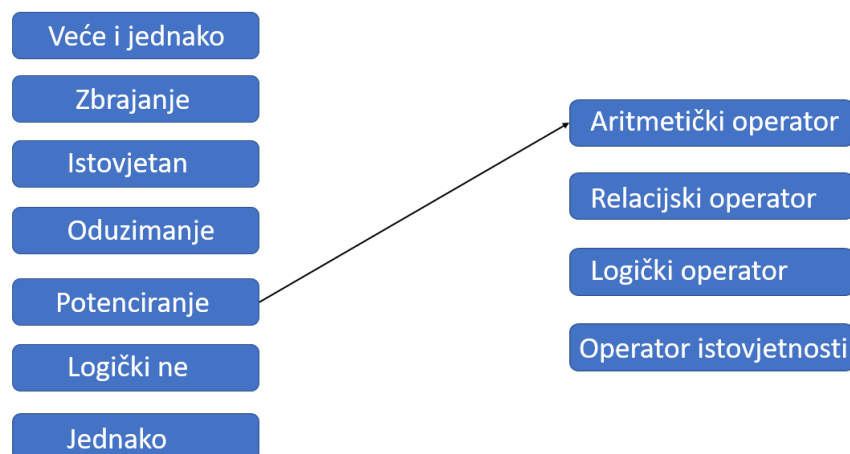 Veće i jednako
Zbrajanje
Istovjetan
Oduzimanje
Potenciranje
Logički ne
Jednako
Aritmetički operator
Relacijski operator
Logički operator
Operator istovjetnosti